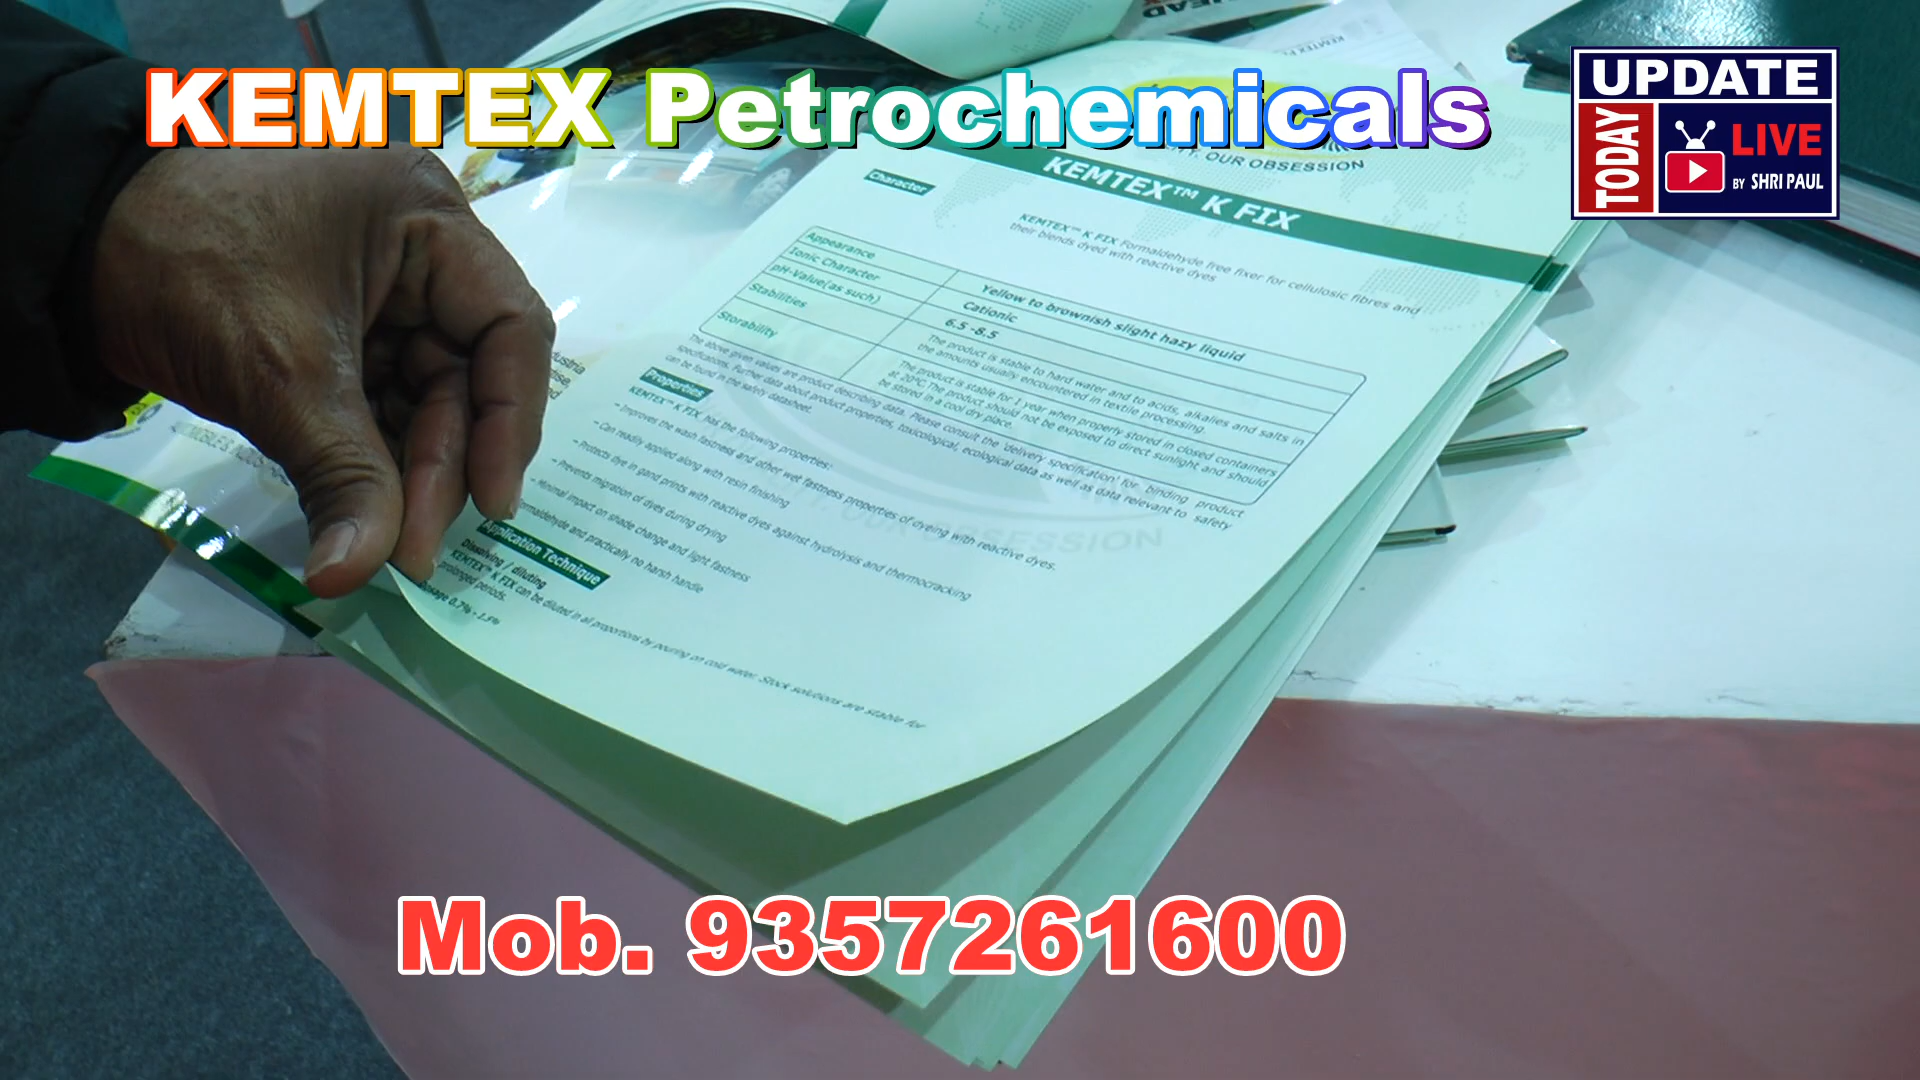 KEMTEX Petrochemicals
UPDATE
TODAY
LIVE
BY SHRI PAUL
OUR OBSESSION
KEMTEX™ K FIX
Character
KEMTEX™ K FIX Formaldehyde free fixer for cellulosic fibres and
their blends dyed with reactive dyes
Appearance
Yellow to brownish slight hazy liquid
Ionic Character
Cationic
pH-Value(as such)
6.5 -8.5
Stabilities
The product is stable to hard water and to acids, alkalies and salts in
the amounts usually encountered in textile processing.
Storability
The product is stable for 1 year when properly stored in closed containers
at 20°C. The product should not be exposed to direct sunlight and should
be stored in a cool dry place.
The above given values are product describing data. Please consult the 'delivery specification' for binding product
specifications. Further data about product properties, toxicological, ecological data as well as data relevant to safety
can be found in the safety datasheet.
Properties
KEMTEX™ K FIX has the following properties:
- Improves the wash fastness and other wet fastness properties of dyeing with reactive dyes.
- Can readily applied along with resin finishing
- Protects dye in gand prints with reactive dyes against hydrolysis and thermocracking
- Prevents migration of dyes during drying
- Minimal impact on shade change and light fastness
ormaldehyde and practically no harsh handle
Application Technique
Dissolving / diluting
KEMTEX™ K FIX can be diluted in all proportions by pouring on cold water. Stock solutions are stable for
prolonged periods.
0.7% - 1.5%
OUR OBSESSION
Mob. 9357261600